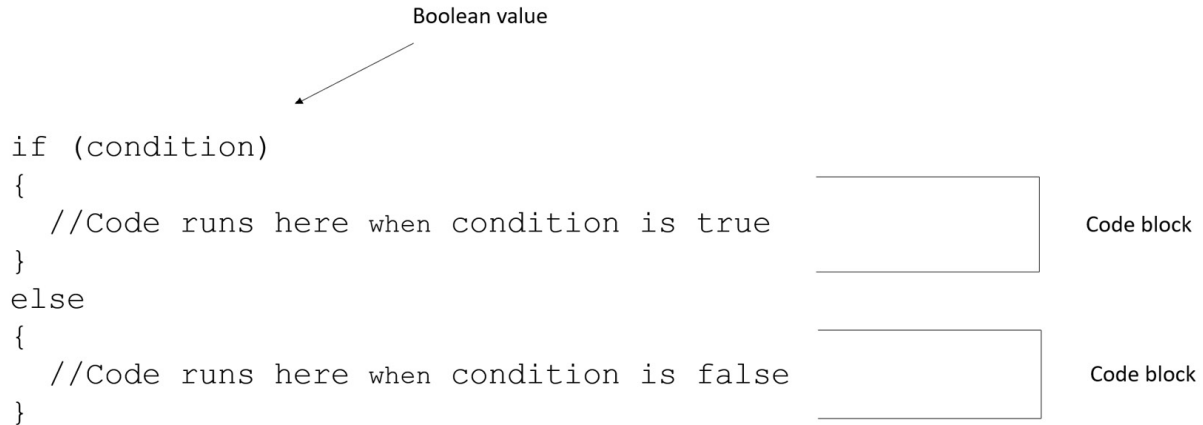 Boolean value
if (condition)
{
//Code runs here when condition is true
Code block
}
else
{
//Code runs here when condition is false
Code block
}